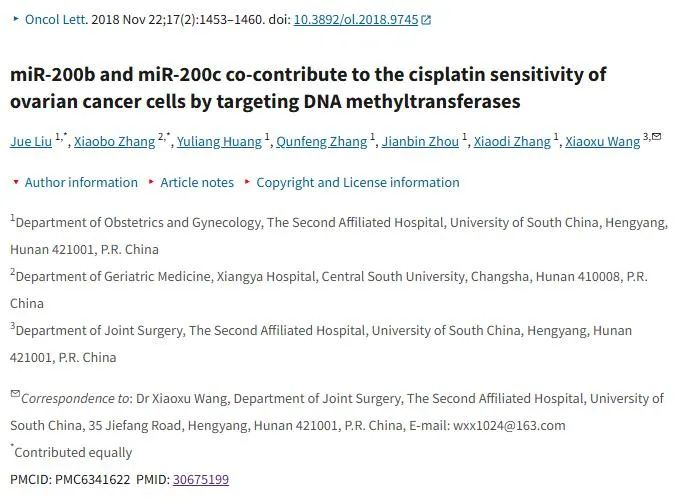 Oncol Lett. 2018 Nov 22;17(2):1453–1460. doi: 10.3892/ol.2018.9745
miR-200b and miR-200c co-contribute to the cisplatin sensitivity of
ovarian cancer cells by targeting DNA methyltransferases
Jue Liu 1,*, Xiaobo Zhang 2,*, Yuliang Huang 1, Qunfeng Zhang 1, Jianbin Zhou 1, Xiaodi Zhang 1, Xiaoxu Wang 3,✉
Author information Article notes Copyright and License information
1Department of Obstetrics and Gynecology, The Second Affiliated Hospital, University of South China, Hengyang,
Hunan 421001, P.R. China
2Department of Geriatric Medicine, Xiangya Hospital, Central South University, Changsha, Hunan 410008, P.R.
China
3Department of Joint Surgery, The Second Affiliated Hospital, University of South China, Hengyang, Hunan
421001, P.R. China
✉Correspondence to: Dr Xiaoxu Wang, Department of Joint Surgery, The Second Affiliated Hospital, University of
South China, 35 Jiefang Road, Hengyang, Hunan 421001, P.R. China, E-mail: wxx1024@163.com
*Contributed equally
PMCID: PMC6341622 PMID: 30675199